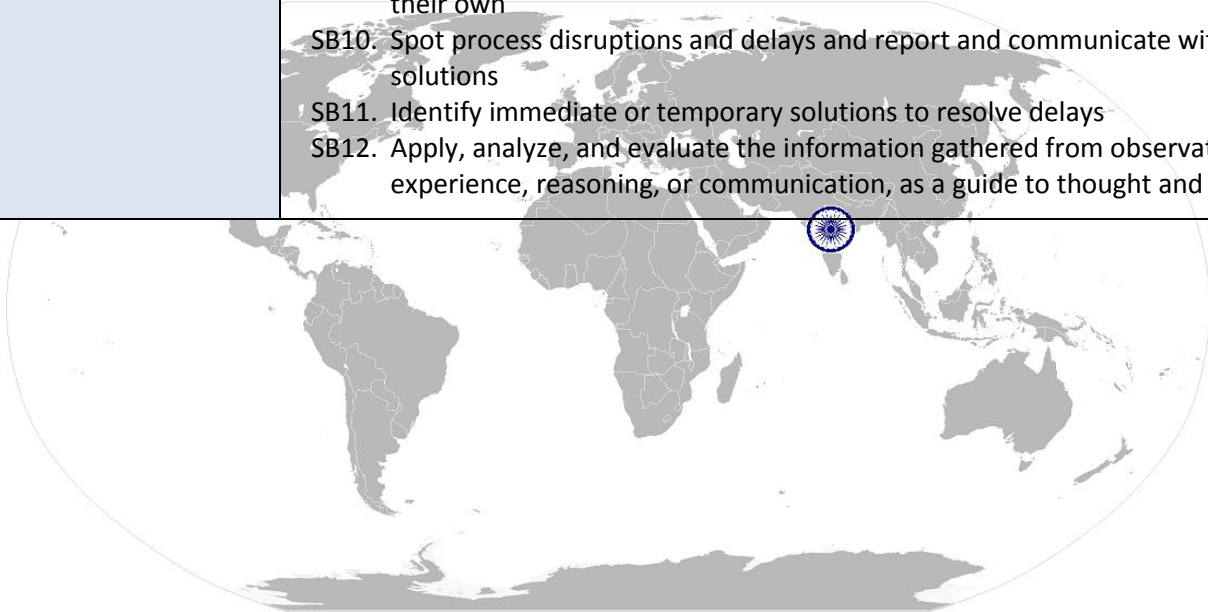 their own
SB10. Spot process disruptions and delays and report and communicate wi
solutions
SB11. Identify immediate or temporary solutions to resolve delays
SB12. Apply, analyze, and evaluate the information gathered from observat
experience, reasoning, or communication, as a guide to thought and